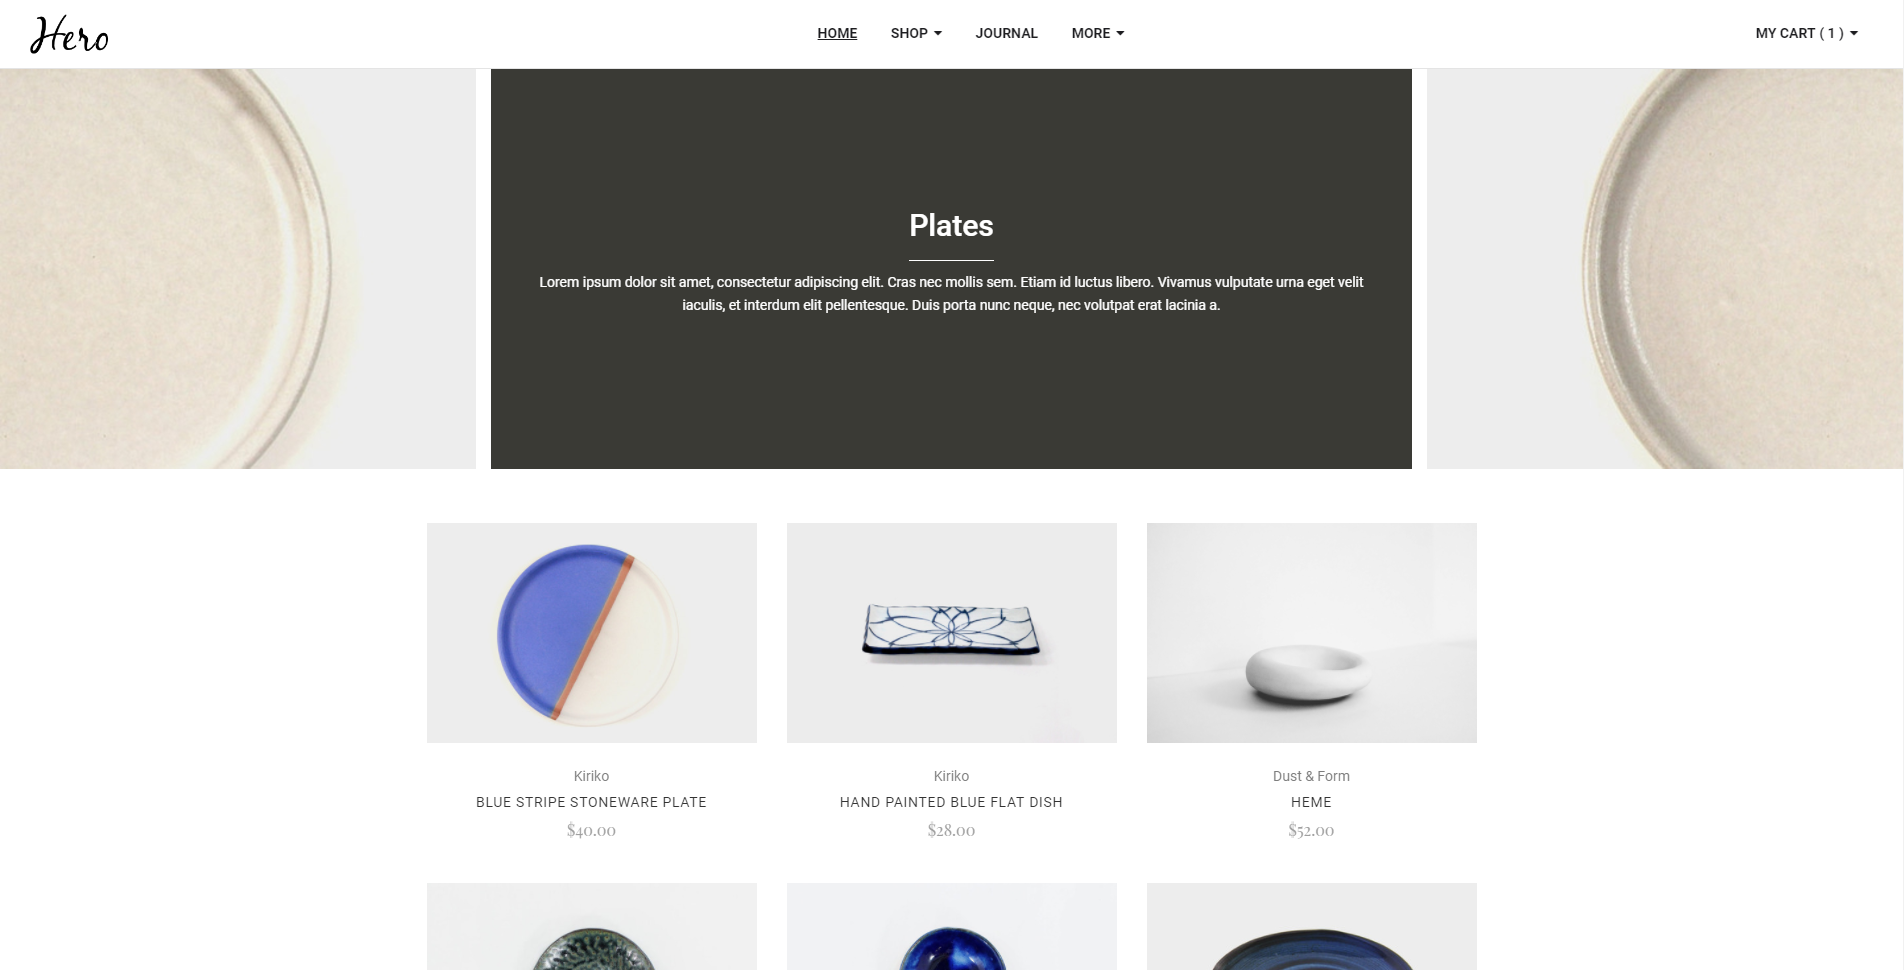 Hero
HOME SHOP JOURNAL MORE MY CART ( 1 )
Plates
Lorem ipsum dolor sit amet, consectetur adipiscing elit. Cras nec mollis sem. Etiam id luctus libero. Vivamus vulputate urna eget velit
iaculis, et interdum elit pellentesque. Duis porta nunc neque, nec volutpat erat lacinia a.
Kiriko
BLUE STRIPE STONEWARE PLATE
$40.00
Kiriko
HAND PAINTED BLUE FLAT DISH
$28.00
Dust & Form
HEME
$52.00